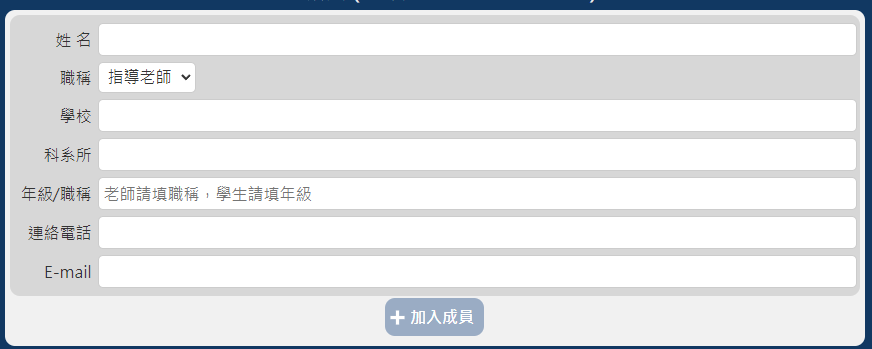 姓 名
職稱 指導老師
學校
科系所
年級/職稱 老師請填職稱，學生請填年級
連絡電話
E-mail
加入成員